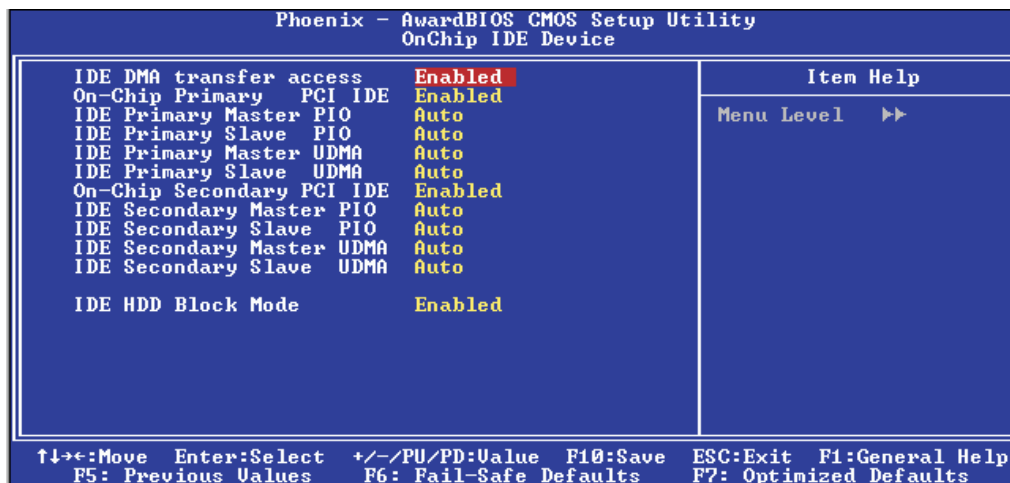 Phoenix - AwardBIOS CMOS Setup Utility
OnChip IDE Device
IDE DMA transfer access Enabled
On-Chip Primary PCI IDE Enabled
IDE Primary Master PIO Auto
IDE Primary Slave PIO Auto
IDE Primary Master UDMA Auto
IDE Primary Slave UDMA Auto
On-Chip Secondary PCI IDE Enabled
IDE Secondary Master PIO Auto
IDE Secondary Slave PIO Auto
IDE Secondary Master UDMA Auto
IDE Secondary Slave UDMA Auto
IDE HDD Block Mode Enabled
Item Help
Menu Level ▶▶
↑↓→←:Move Enter:Select +/-/PU/PD:Value F10:Save ESC:Exit F1:General Help
F5: Previous Values F6: Fail-Safe Defaults F7: Optimized Defaults